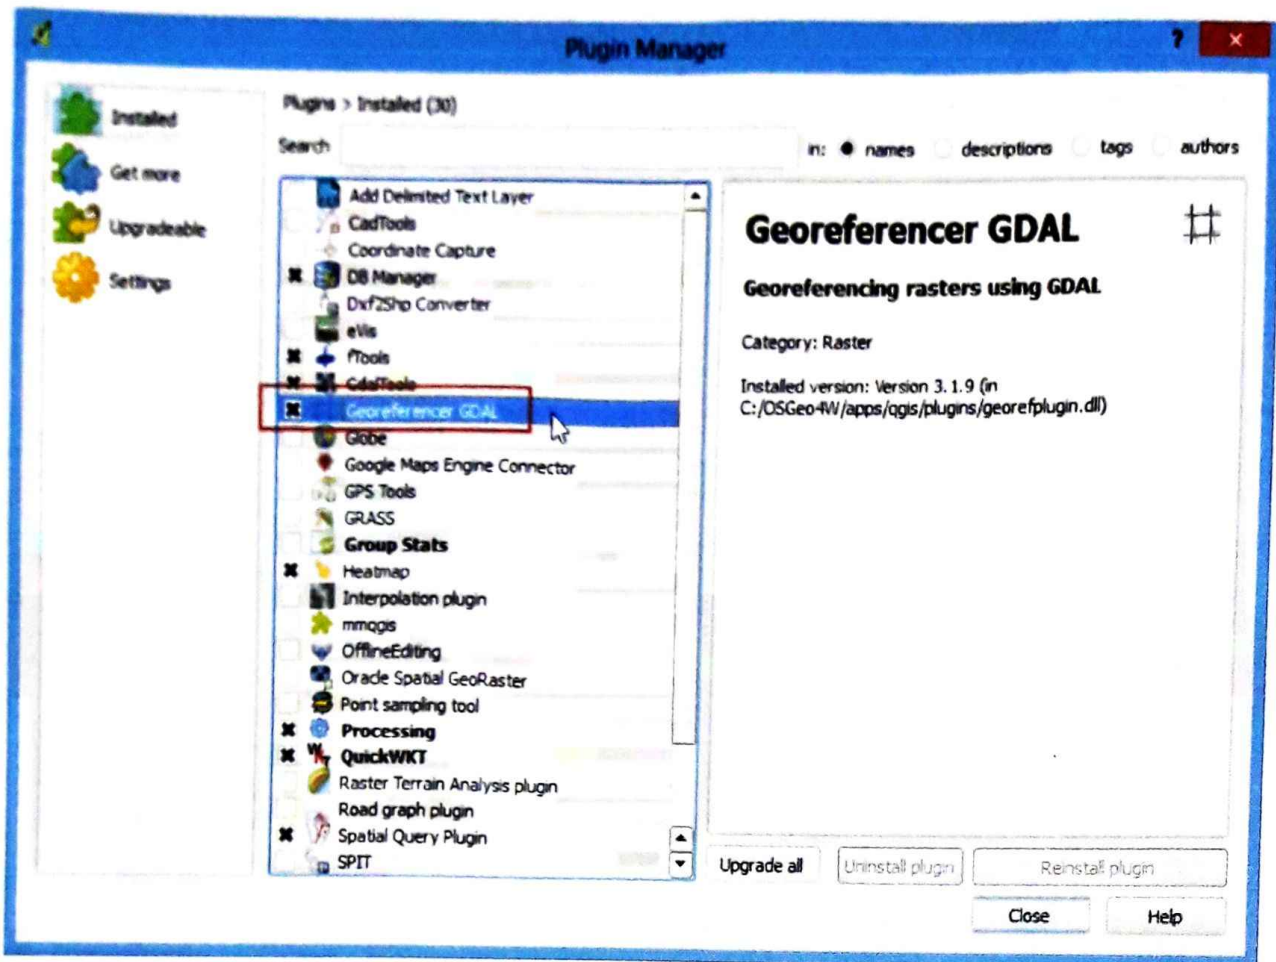 Plugin Manager
?
Installed
Get more
Upgradeable
Settings
Plugins > Installed (30)
Search
in: names descriptions tags authors
Add Delimited Text Layer
CadTools
Coordinate Capture
DB Manager
Dxf2Shp Converter
eVis
fTools
GdalTools
Georeferencer GDAL
Globe
Google Maps Engine Connector
GPS Tools
GRASS
Group Stats
Heatmap
Interpolation plugin
mmqgis
OfflineEditing
Oracle Spatial GeoRaster
Point sampling tool
Processing
QuickWKT
Raster Terrain Analysis plugin
Road graph plugin
Spatial Query Plugin
SPIT
Georeferencer GDAL
Georeferencing rasters using GDAL
Category: Raster
Installed version: Version 3.1.9 (in
C:/OSGeo4W/apps/qgis/plugins/georefplugin.dll)
Upgrade all Uninstall plugin Reinstall plugin
Close Help